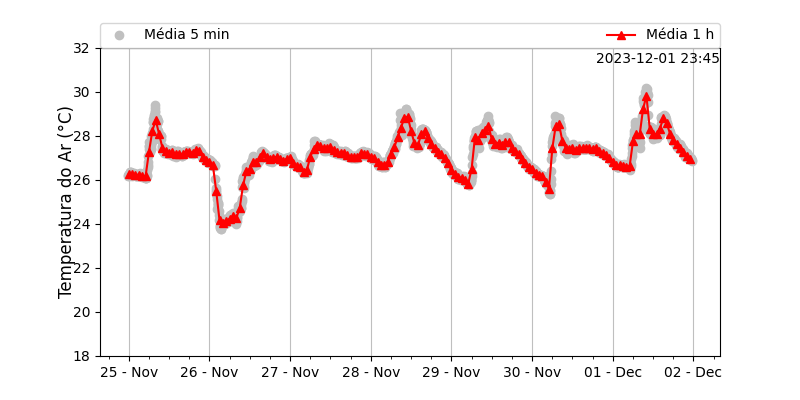 Média 5 min
Média 1 h
2023-12-01 23:45
Temperatura do Ar (°C)
32
30
28
26
24
22
20
18
25 - Nov
26 - Nov
27 - Nov
28 - Nov
29 - Nov
30 - Nov
01 - Dec
02 - Dec